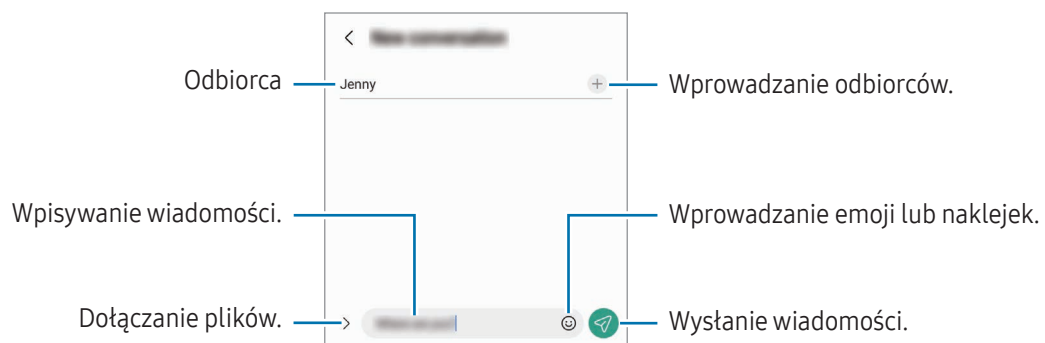 Odbiorca
Jenny
Wprowadzanie odbiorców.
Wpisywanie wiadomości.
Wprowadzanie emoji lub naklejek.
Dołączanie plików.
Wysłanie wiadomości.